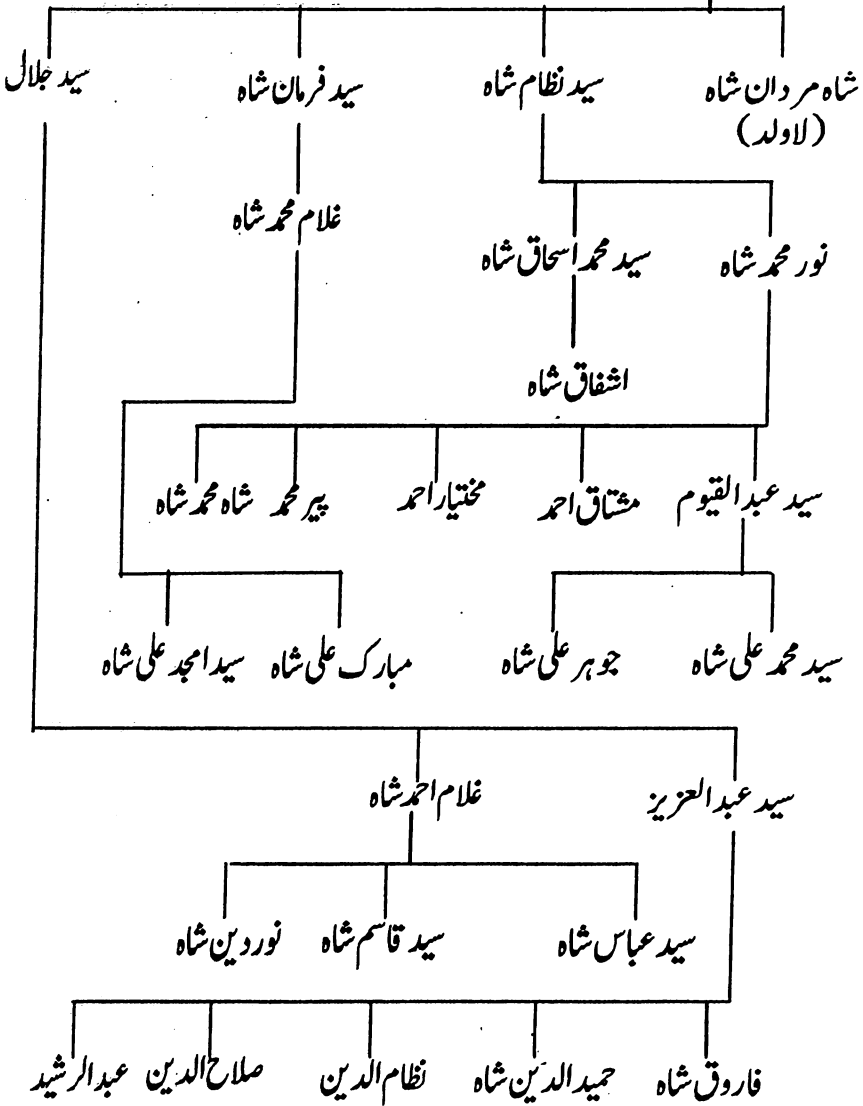 شاہ مردان شاہ سید نظام شاہ سید فرمان شاہ سید جلال
(لاولد)
غلام محمد شاہ
نور محمد شاہ سید محمد اسحاق شاہ
اشفاق شاہ
سید عبدالقیوم مشتاق احمد مختیار احمد پیر محمد شاہ محمد شاہ
سید محمد علی شاہ جوہر علی شاہ مبارک علی شاہ سید امجد علی شاہ
سید عبدالعزیز غلام احمد شاہ
سید عباس شاہ سید قاسم شاہ نور دین شاہ
فاروق شاہ حمید الدین شاہ نظام الدین صلاح الدین عبدالرشید